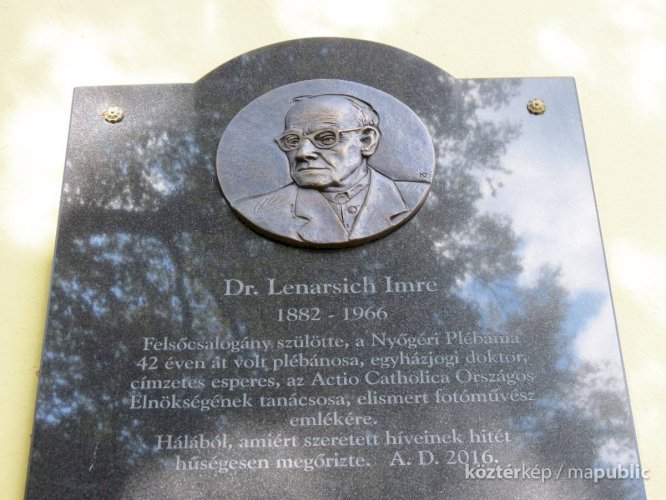 Dr. Lenarsich Imre
1882 - 1966
Felsőcsalogány szülötte, a Nyőgéri Plébánia
42 éven át volt plébánosa, egyházjogi doktor,
címzetes esperes, az Actio Catholica Országos
Elnökségének tanácsosa, elismert fotóművész
emlékére.
Hálából, amiért szeretett híveinek hitét
hűségesen megőrizte. A. D. 2016.
köztérkép / mapublic